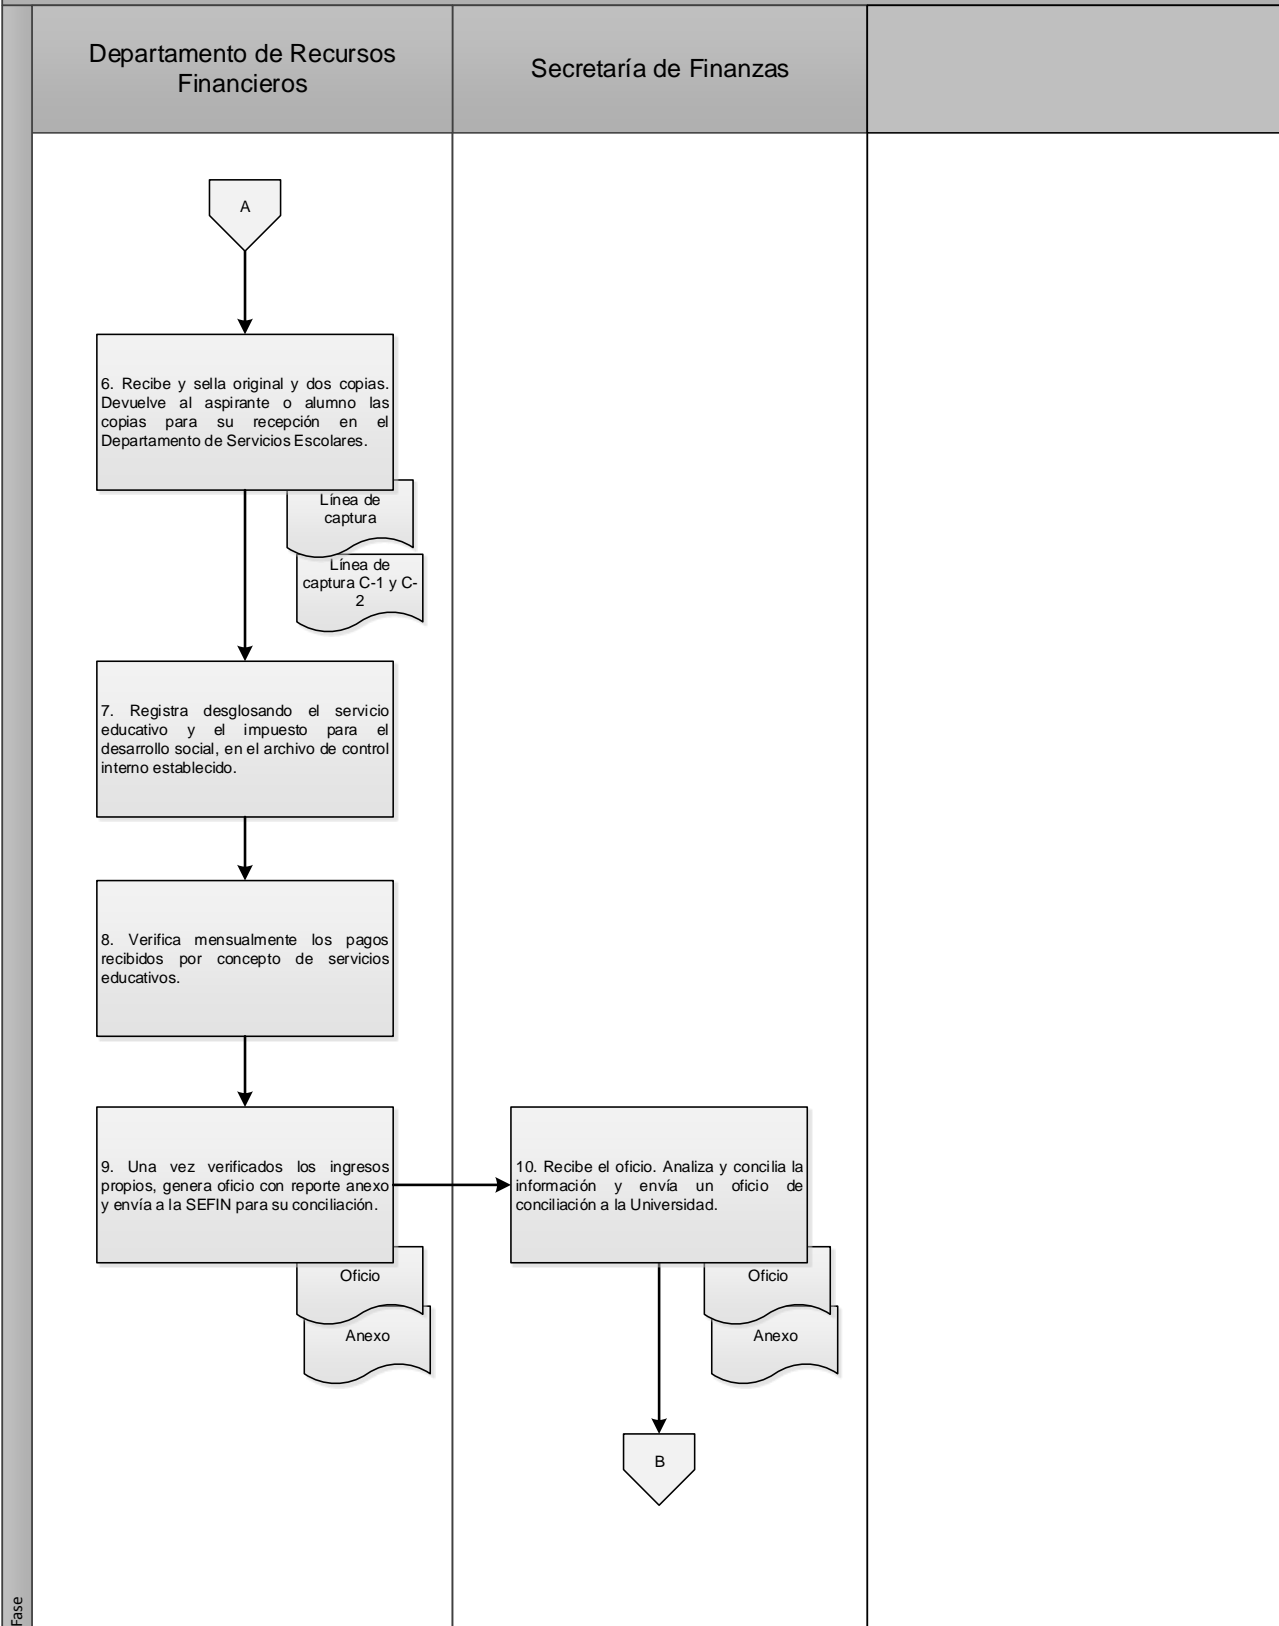 Departamento de Recursos
Financieros
Secretaría de Finanzas
A
6. Recibe y sella original y dos copias.
Devuelve al aspirante o alumno las
copias para su recepción en el
Departamento de Servicios Escolares.
Línea de
captura
Línea de
captura C-1 y C-
2
7. Registra desglosando el servicio
educativo y el impuesto para el
desarrollo social, en el archivo de control
interno establecido.
8. Verifica mensualmente los pagos
recibidos por concepto de servicios
educativos.
9. Una vez verificados los ingresos
propios, genera oficio con reporte anexo
y envía a la SEFIN para su conciliación.
Oficio
Anexo
10. Recibe el oficio. Analiza y concilia la
información y envía un oficio de
conciliación a la Universidad.
Oficio
Anexo
B
Fase